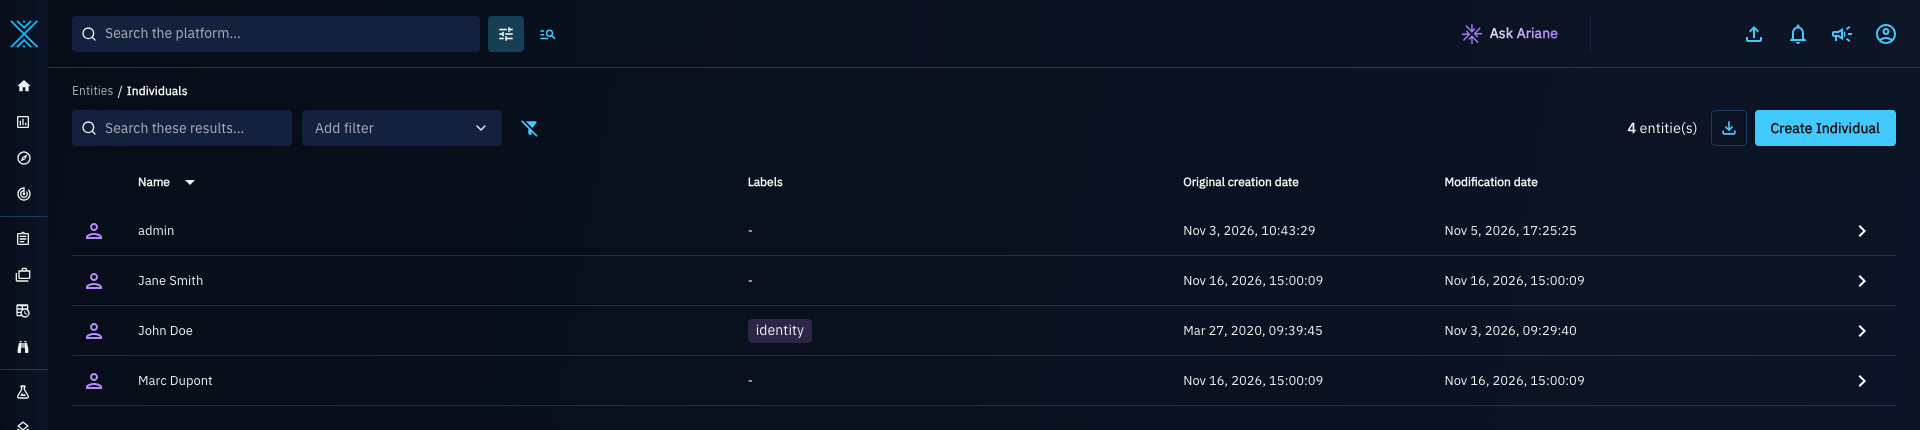 Search the platform...
Ask Ariane
Entities / Individuals
Search these results...
Add filter
4 entitie(s)
Create Individual
Name Labels Original creation date Modification date
admin - Nov 3, 2026, 10:43:29 Nov 5, 2026, 17:25:25
Jane Smith - Nov 16, 2026, 15:00:09 Nov 16, 2026, 15:00:09
John Doe identity Mar 27, 2020, 09:39:45 Nov 3, 2026, 09:29:40
Marc Dupont - Nov 16, 2026, 15:00:09 Nov 16, 2026, 15:00:09